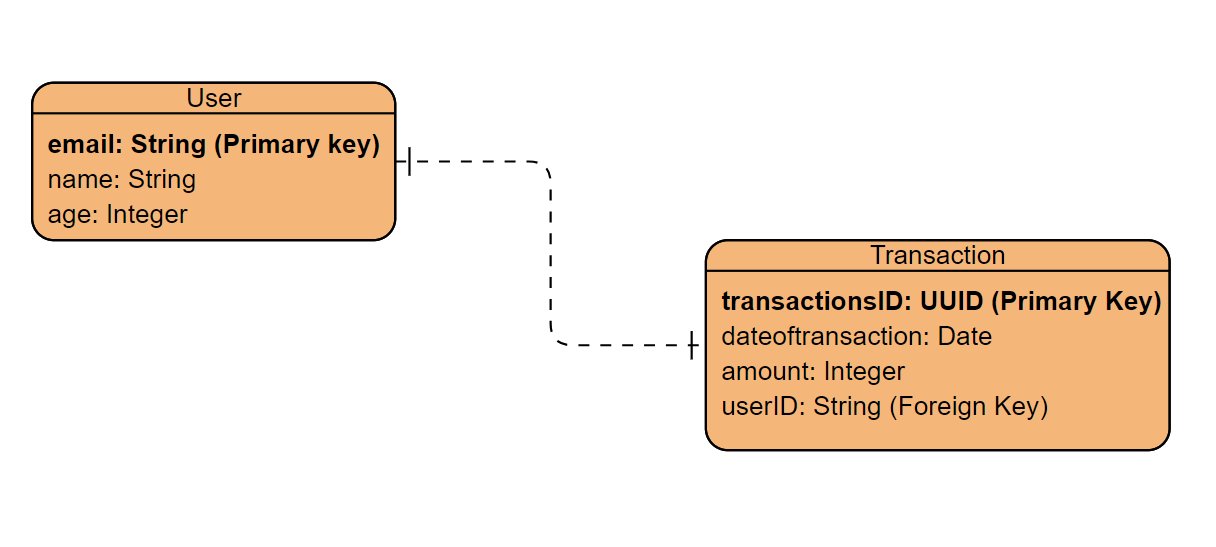 User
email: String (Primary key)
name: String
age: Integer
Transaction
transactionsID: UUID (Primary Key)
dateoftransaction: Date
amount: Integer
userID: String (Foreign Key)